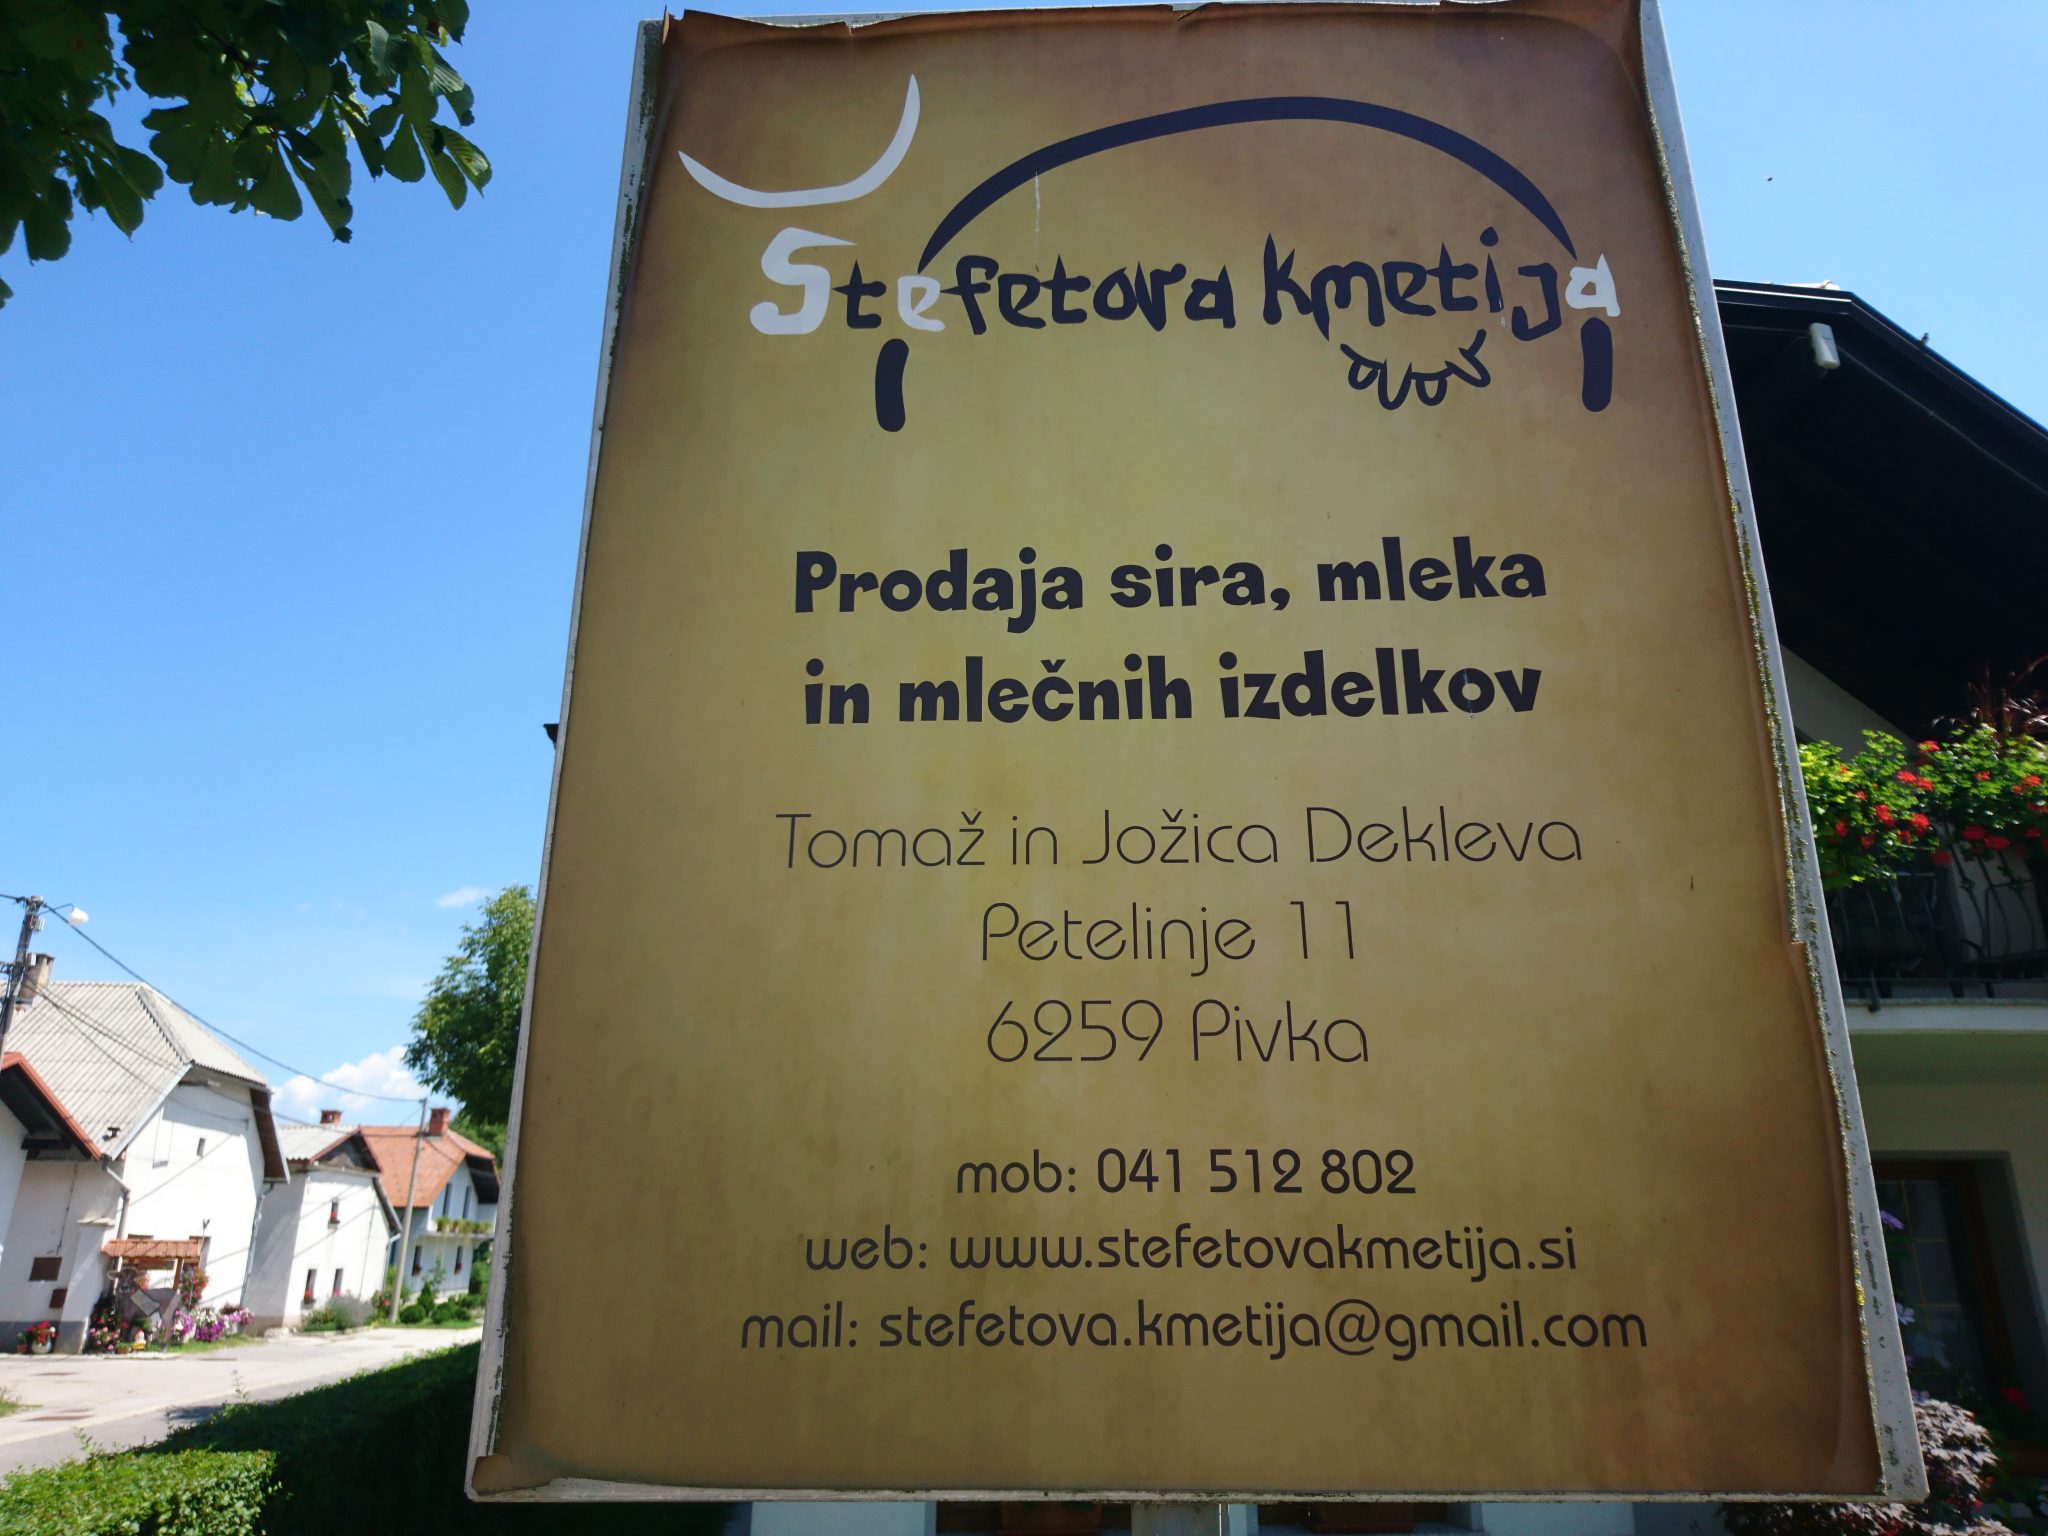 Stefetova kmetija
Prodaja sira, mleka
in mlečnih izdelkov
Tomaž in Jožica Dekleva
Petelinje 11
6259 Pivka
mob: 041 512 802
web: www.stefetovakmetija.si
mail: stefetova.kmetija@gmail.com